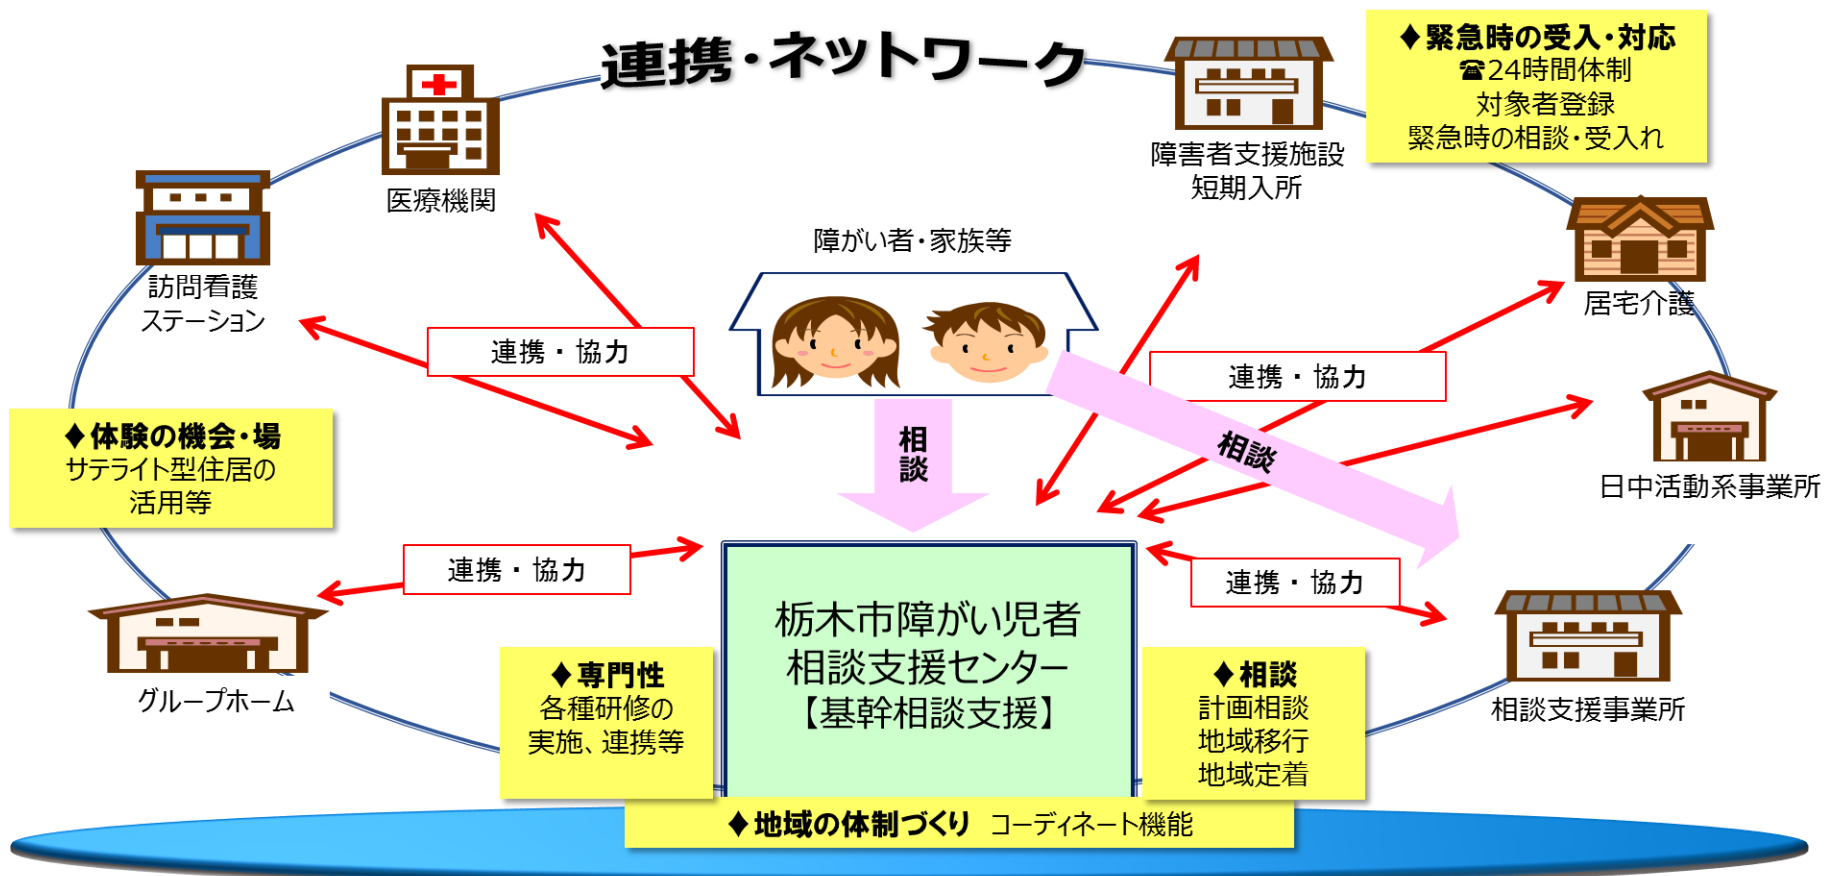 連携・ネットワーク
♦緊急時の受入・対応
☎24時間体制
対象者登録
緊急時の相談・受入れ
医療機関
障害者支援施設
短期入所
訪問看護
ステーション
障がい者・家族等
居宅介護
連携・協力
連携・協力
♦体験の機会・場
サテライト型住居の
活用等
相談
相談
日中活動系事業所
連携・協力
連携・協力
グループホーム
栃木市障がい児者
相談支援センター
【基幹相談支援】
♦専門性
各種研修の
実施、連携等
♦相談
計画相談
地域移行
地域定着
相談支援事業所
♦地域の体制づくり コーディネート機能